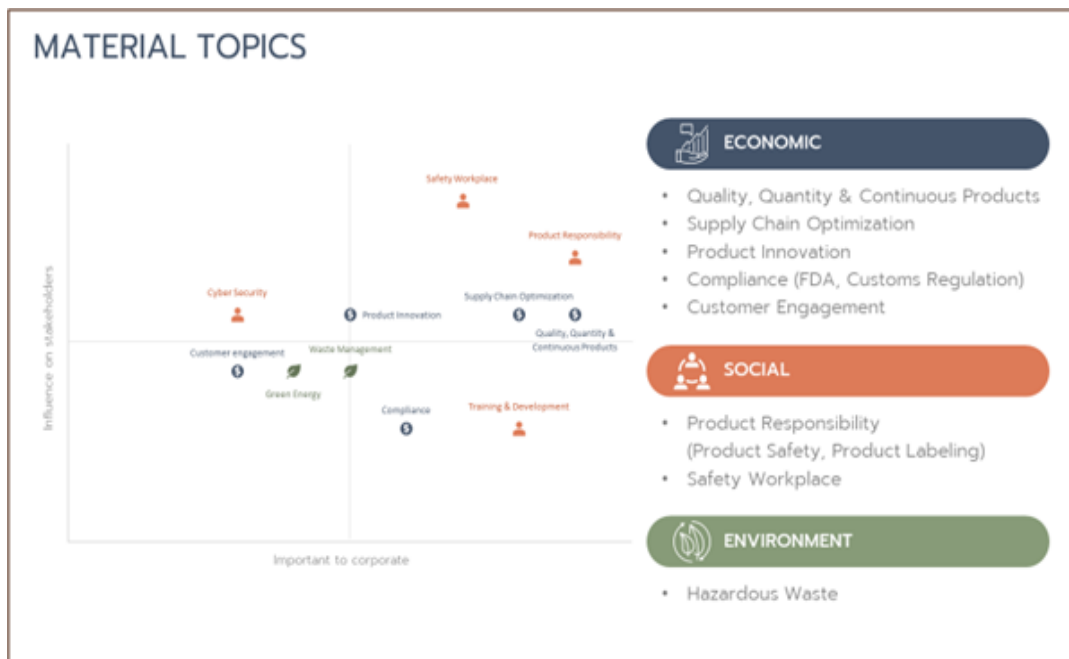 MATERIAL TOPICS
Influence on stakeholders
Safety Workplace
Product Responsibility
Cyber Security
Supply Chain Optimization
Product Innovation
Quality, Quantity &
Continuous Products
Customer engagement
Waste Management
Green Energy
Compliance
Training & Development
Important to corporate
ECONOMIC
• Quality, Quantity & Continuous Products
• Supply Chain Optimization
• Product Innovation
• Compliance (FDA, Customs Regulation)
• Customer Engagement
SOCIAL
• Product Responsibility
(Product Safety, Product Labeling)
• Safety Workplace
ENVIRONMENT
• Hazardous Waste